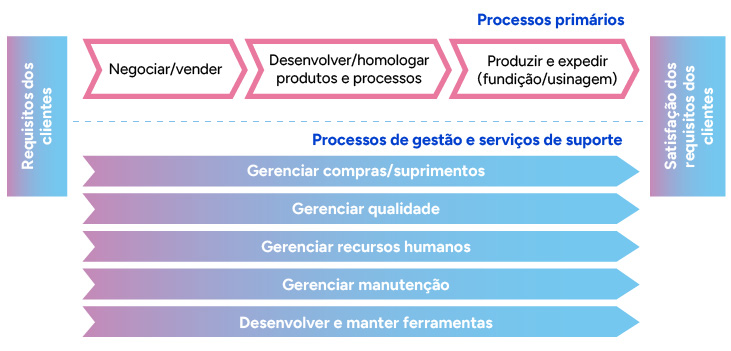 Processos primários
Requisitos dos
clientes
Negociar/vender
Desenvolver/homologar
produtos e processos
Produzir e expedir
(fundição/usinagem)
Satisfação dos
requisitos dos
clientes
Processos de gestão e serviços de suporte
Gerenciar compras/suprimentos
Gerenciar qualidade
Gerenciar recursos humanos
Gerenciar manutenção
Desenvolver e manter ferramentas